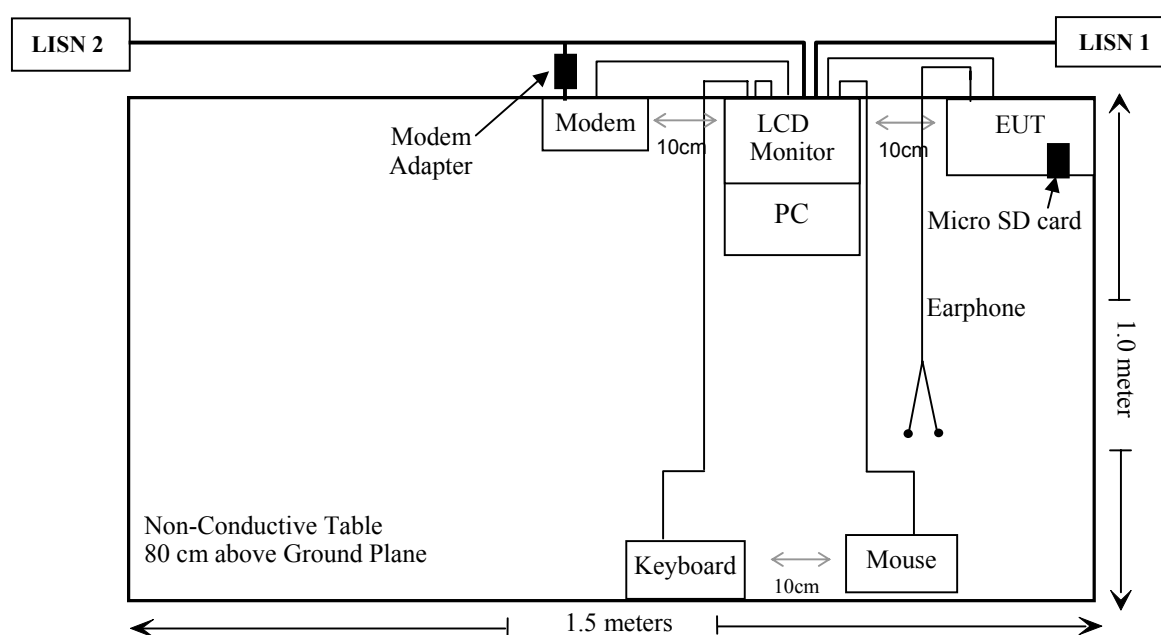 LISN 2
LISN 1
Modem
Adapter
Modem
10cm
LCD
Monitor
10cm
EUT
PC
Micro SD card
Earphone
1.0 meter
Non-Conductive Table
80 cm above Ground Plane
Keyboard
10cm
Mouse
1.5 meters